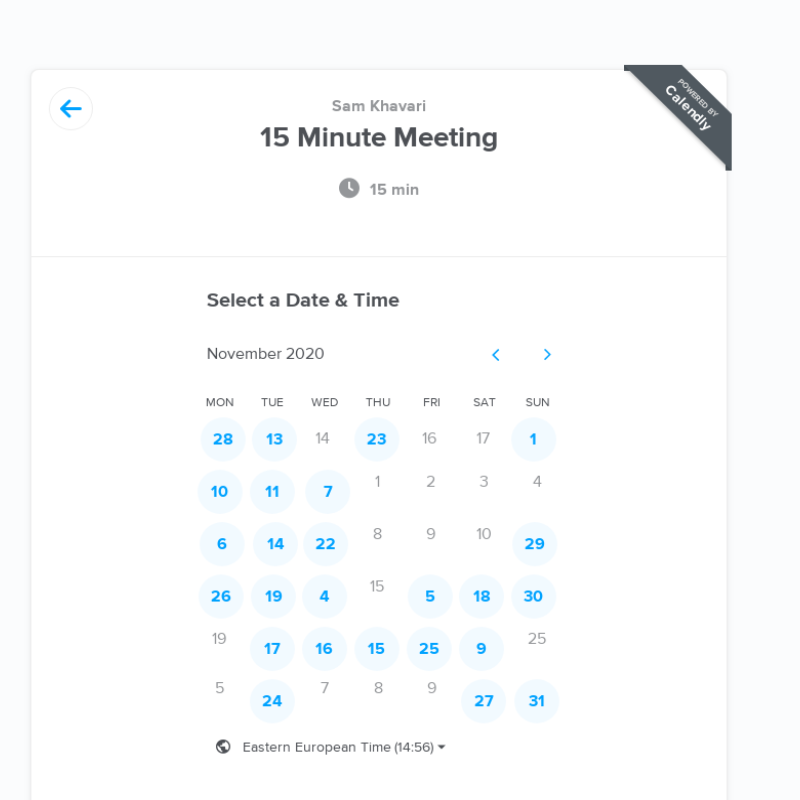 POWERED BY
Calendly
Sam Khavari
15 Minute Meeting
15 min
Select a Date & Time
November 2020
MON TUE WED THU FRI SAT SUN
28 13 14 23 16 17 1
10 11 7 1 2 3 4
6 14 22 8 9 10 29
26 19 4 15 5 18 30
19 17 16 15 25 9 25
5 24 7 8 9 27 31
Eastern European Time (14:56)